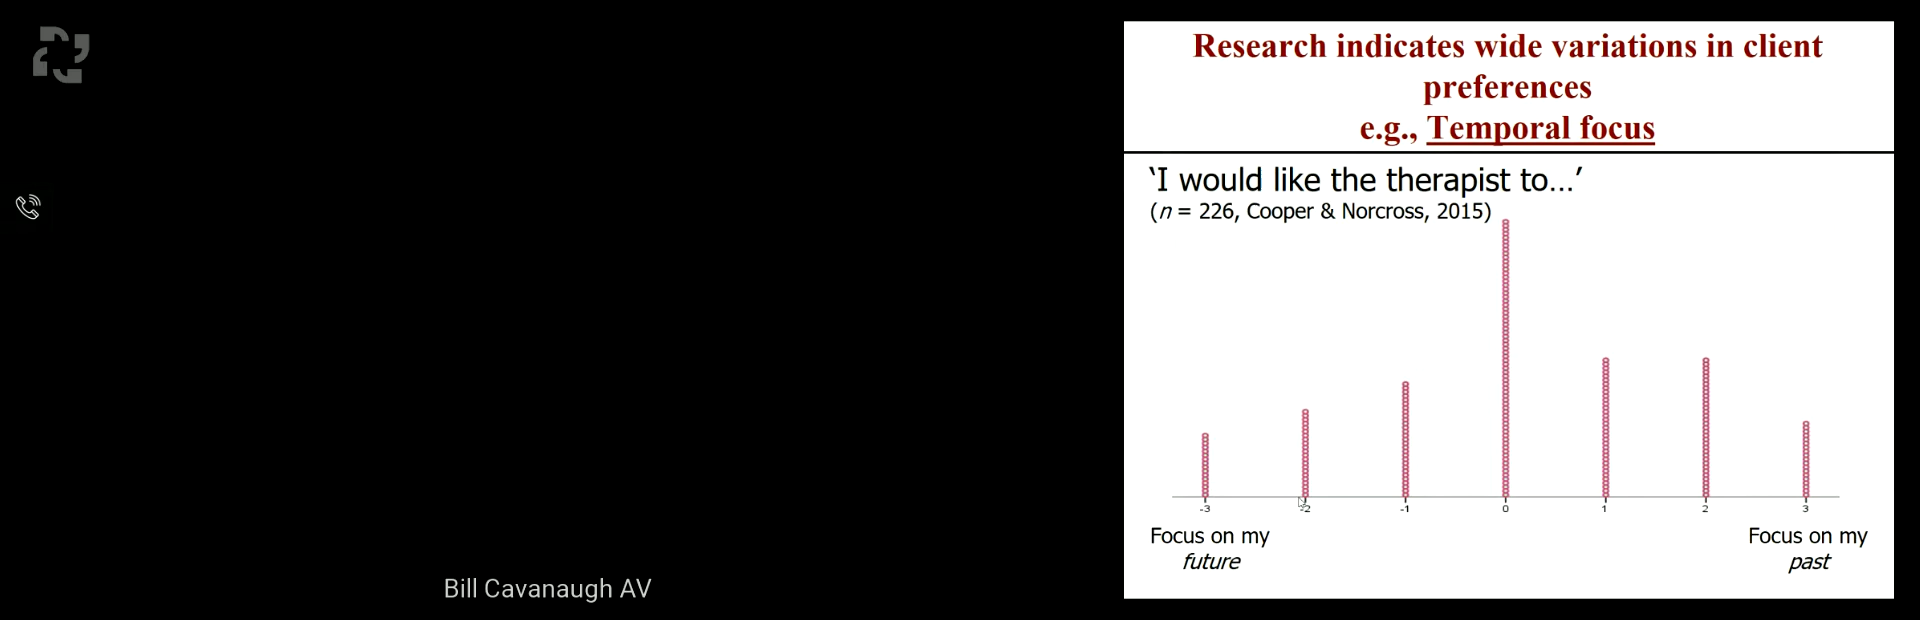 Research indicates wide variations in client
preferences
e.g., Temporal focus
‘I would like the therapist to...’
(n = 226, Cooper & Norcross, 2015)
-3 -2 -1 0 1 2 3
Focus on my
future
Focus on my
past
Bill Cavanaugh AV